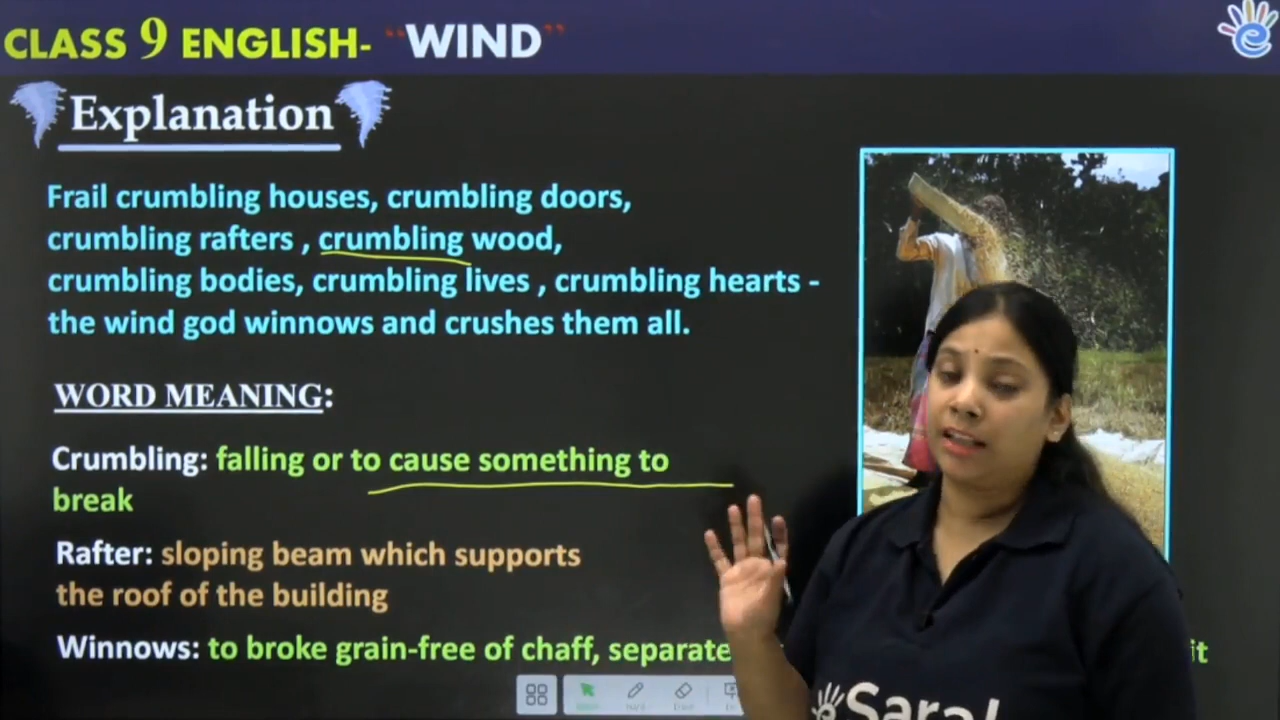 CLASS 9 ENGLISH- "WIND"
Explanation
Frail crumbling houses, crumbling doors,
crumbling rafters , crumbling wood,
crumbling bodies, crumbling lives , crumbling hearts -
the wind god winnows and crushes them all.
WORD MEANING:
Crumbling: falling or to cause something to
break
Rafter: sloping beam which supports
the roof of the building
Winnows: to broke grain-free of chaff, separate it
Saral